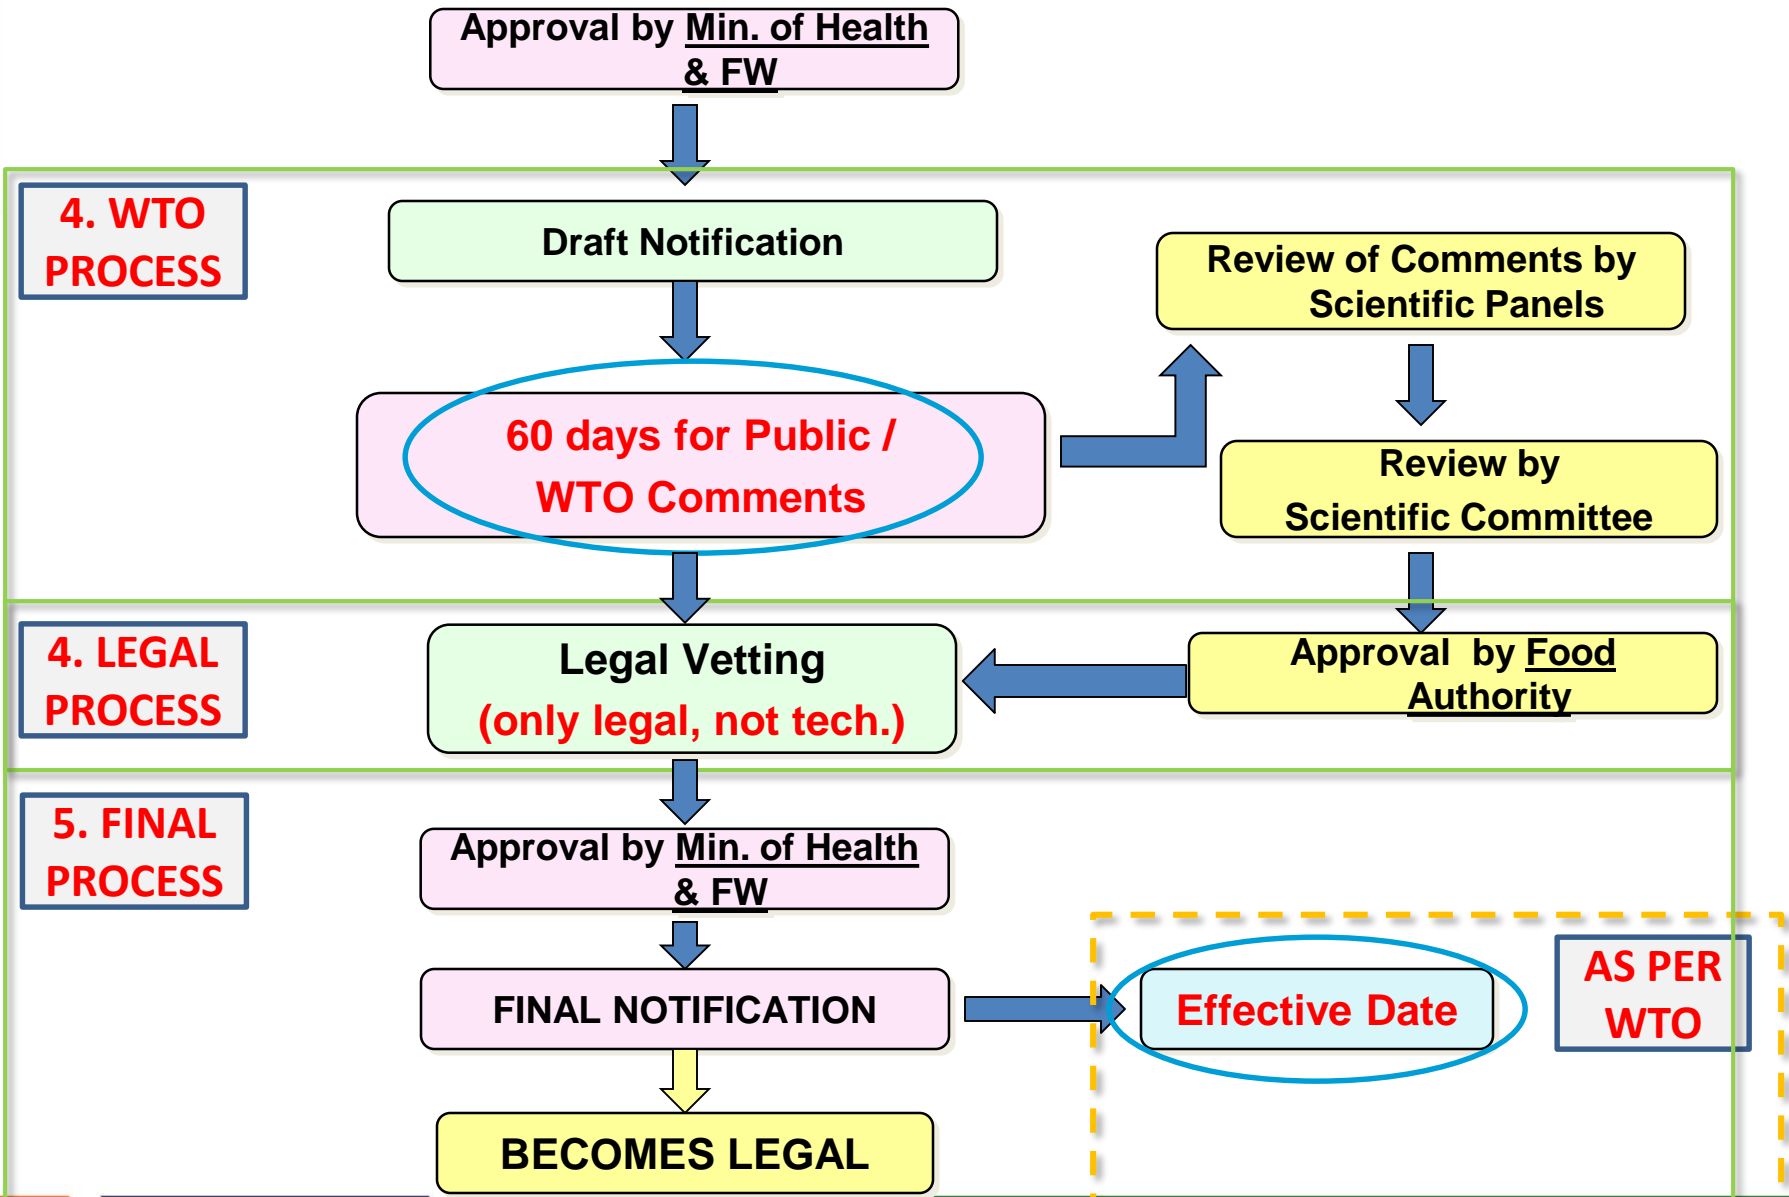 Approval by Min. of Health
& FW
4. WTO
PROCESS
Draft Notification
Review of Comments by
Scientific Panels
60 days for Public /
WTO Comments
Review by
Scientific Committee
4. LEGAL
PROCESS
Legal Vetting
(only legal, not tech.)
Approval by Food
Authority
5. FINAL
PROCESS
Approval by Min. of Health
& FW
FINAL NOTIFICATION
Effective Date
AS PER
WTO
BECOMES LEGAL